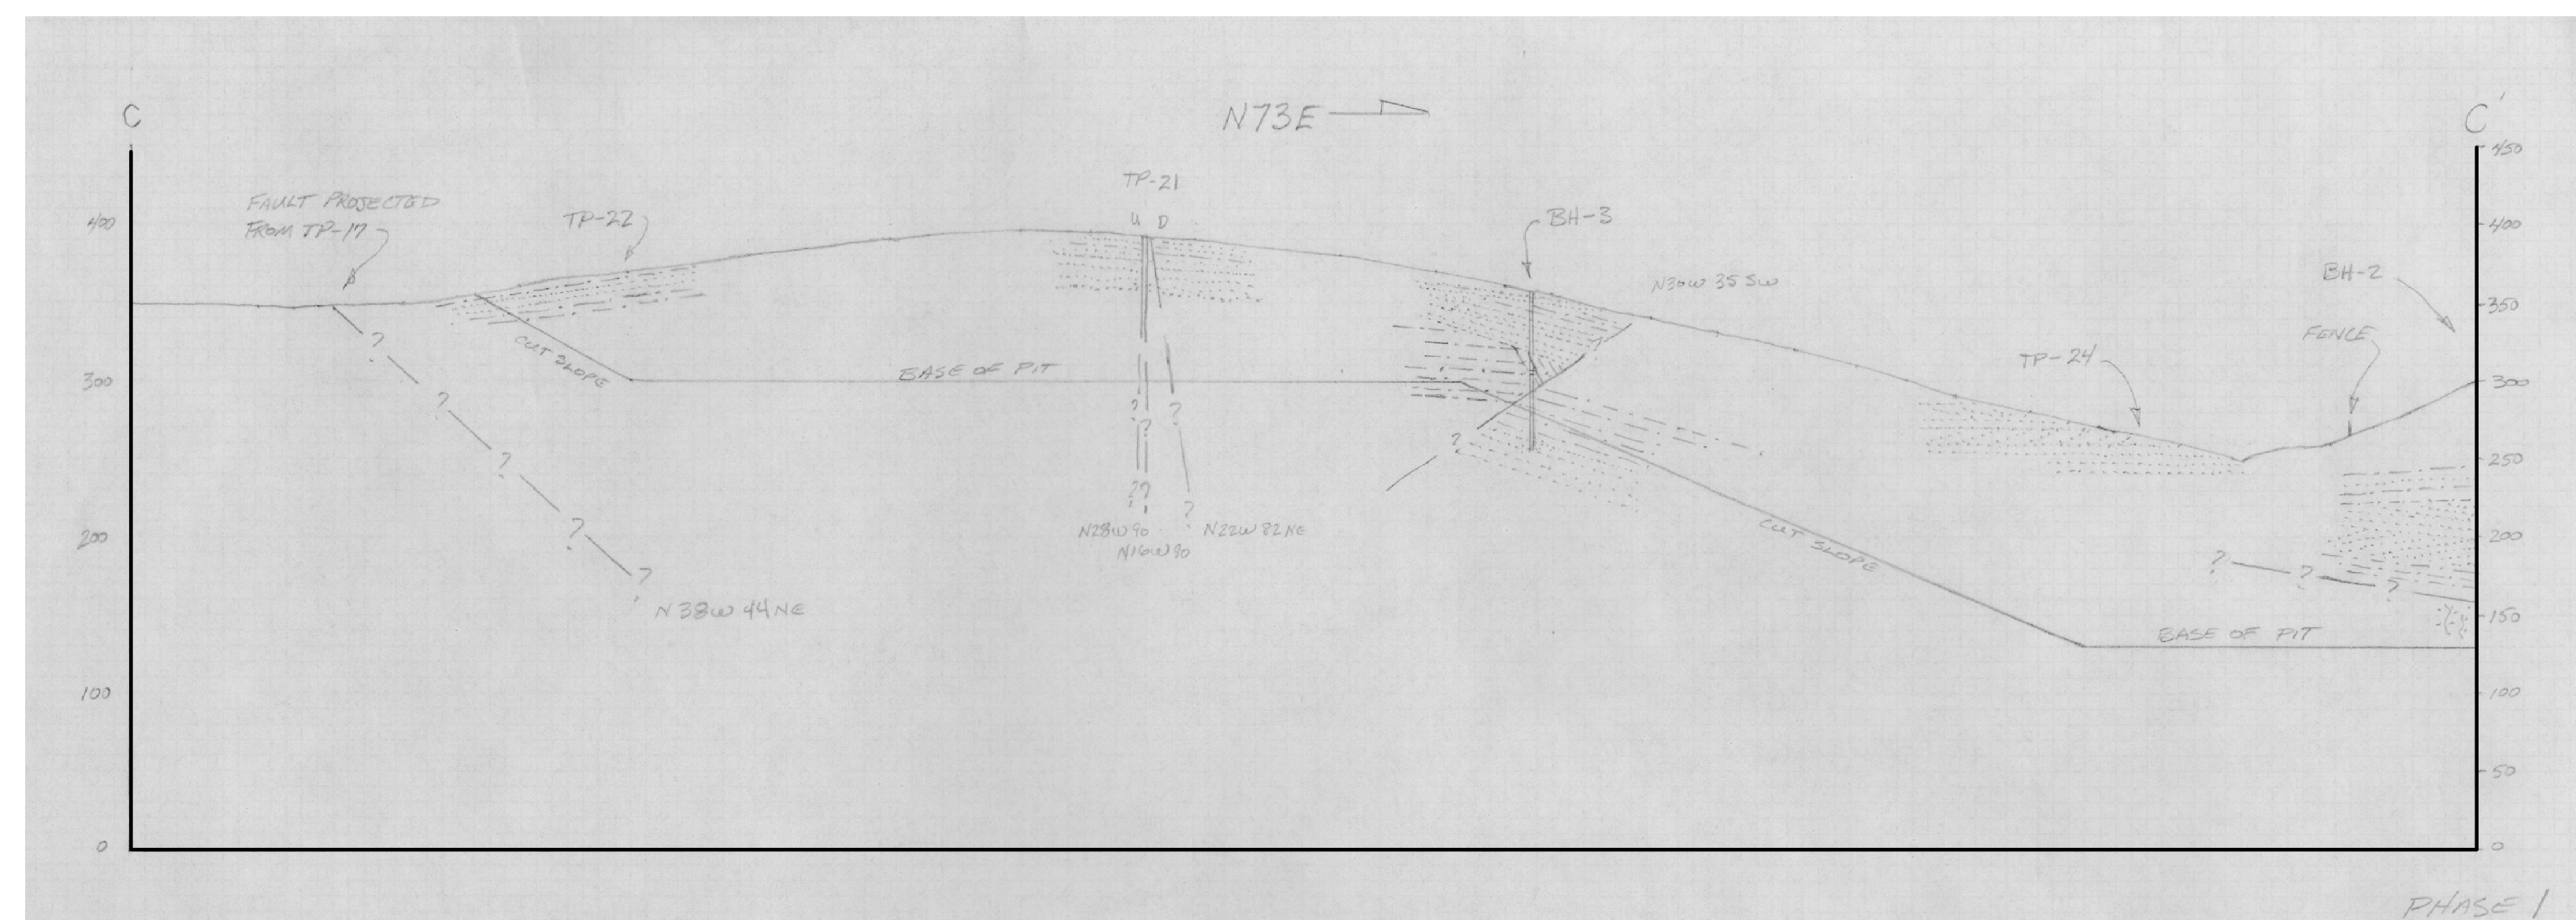 C
N73E
C'
FAULT PROJECTED
FROM TP-17
TP-22
TP-21
U D
BH-3
N30W 35 SW
BH-2
FENCE
TP-24
450
400
350
300
250
200
150
100
50
0
400
300
200
100
0
CUT SLOPE
BASE OF PIT
?
?
?
?
?
N38W 44NE
?
?
?
? ?
?
N28W 90
N16W 90
N22W 82NE
?
?
CUT SLOPE
? ? ?
BASE OF PIT
PHASE 1